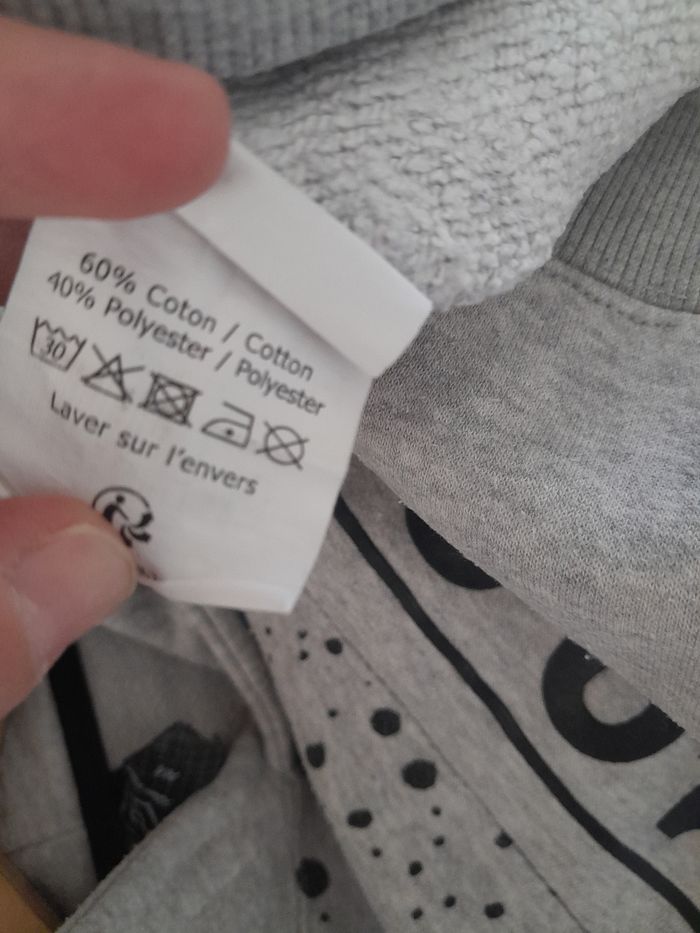 60% Coton / Cotton
40% Polyester / Polyester
30
Laver sur l'envers